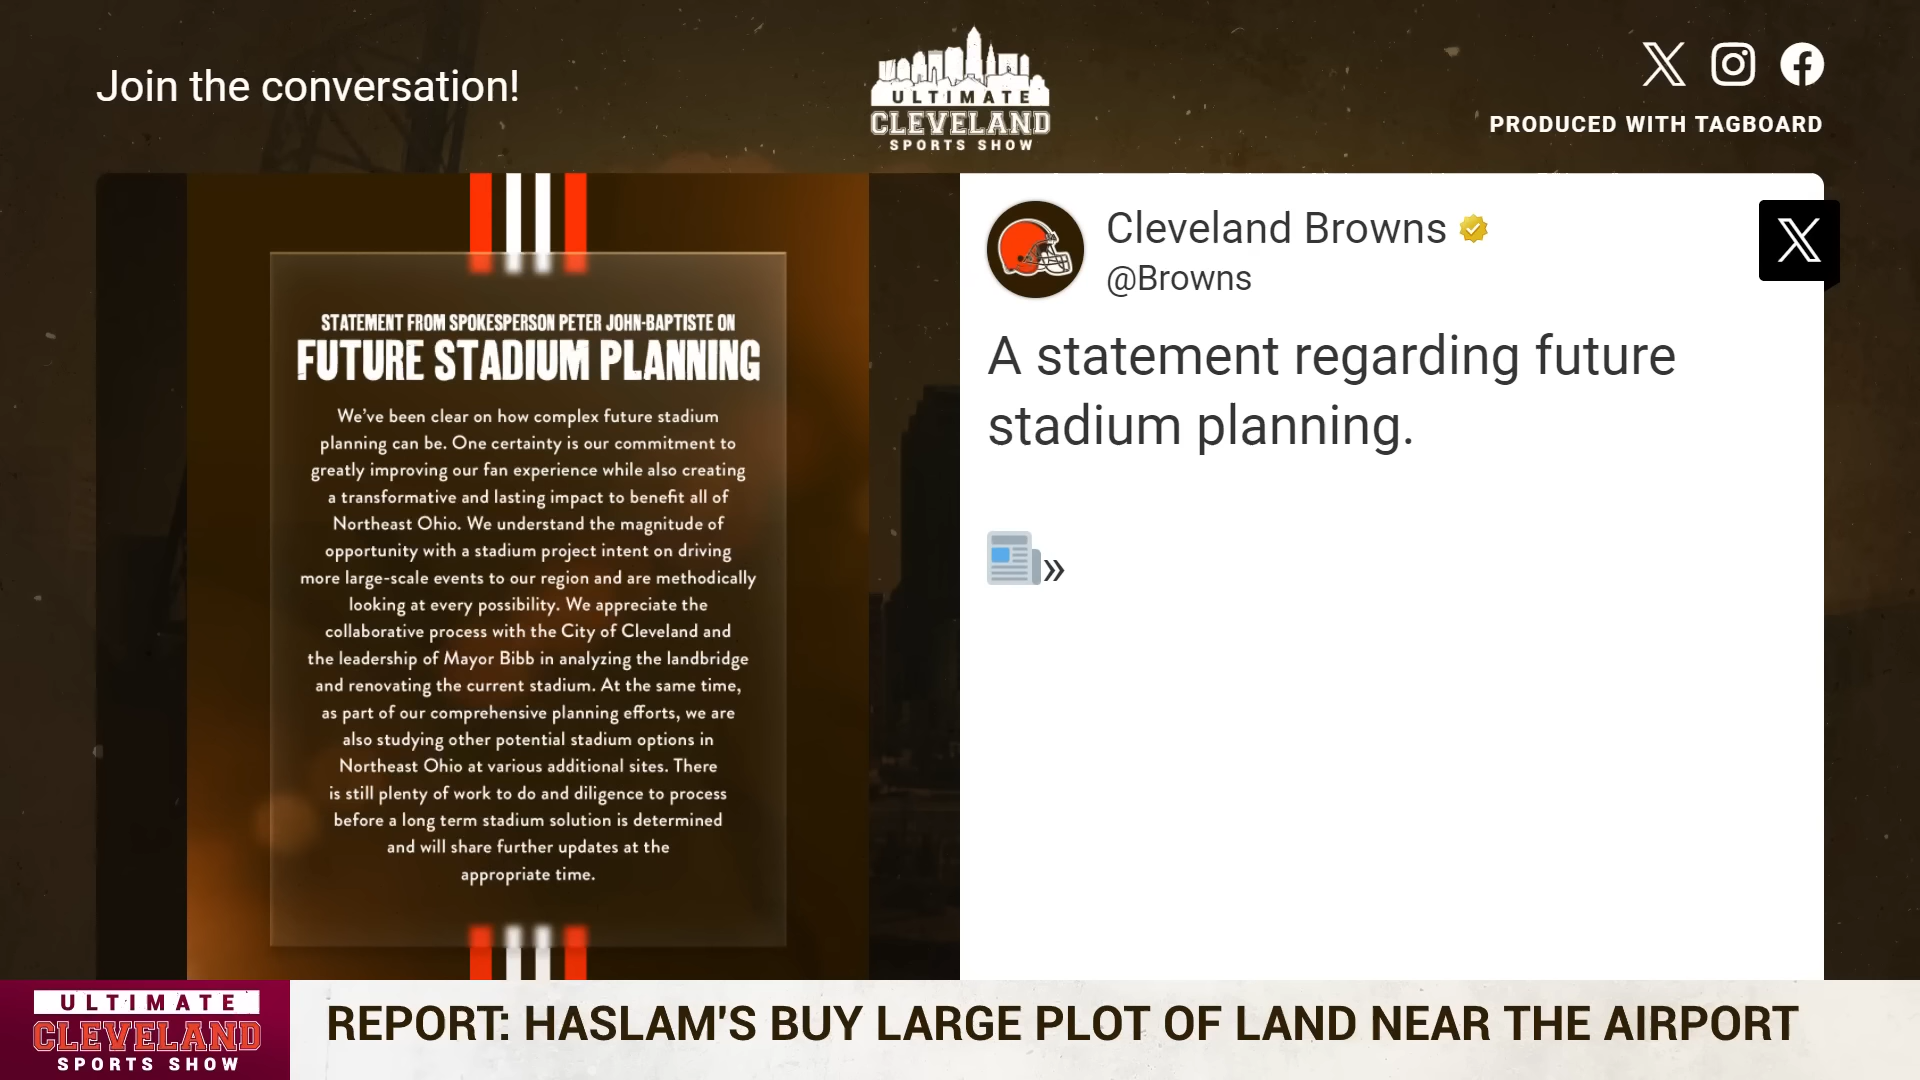 Join the conversation!
ULTIMATE
CLEVELAND
SPORTS SHOW
PRODUCED WITH TAGBOARD
STATEMENT FROM SPOKESPERSON PETER JOHN-BAPTISTE ON
FUTURE STADIUM PLANNING
We've been clear on how complex future stadium
planning can be. One certainty is our commitment to
greatly improving our fan experience while also creating
a transformative and lasting impact to benefit all of
Northeast Ohio. We understand the magnitude of
opportunity with a stadium project intent on driving
more large-scale events to our region and are methodically
looking at every possibility. We appreciate the
collaborative process with the City of Cleveland and
the leadership of Mayor Bibb in analyzing the landbridge
and renovating the current stadium. At the same time,
as part of our comprehensive planning efforts, we are
also studying other potential stadium options in
Northeast Ohio at various additional sites. There
is still plenty of work to do and diligence to process
before a long term stadium solution is determined
and will share further updates at the
appropriate time.
Cleveland Browns
@Browns
A statement regarding future
stadium planning.
»
ULTIMATE
CLEVELAND
SPORTS SHOW
REPORT: HASLAM'S BUY LARGE PLOT OF LAND NEAR THE AIRPORT